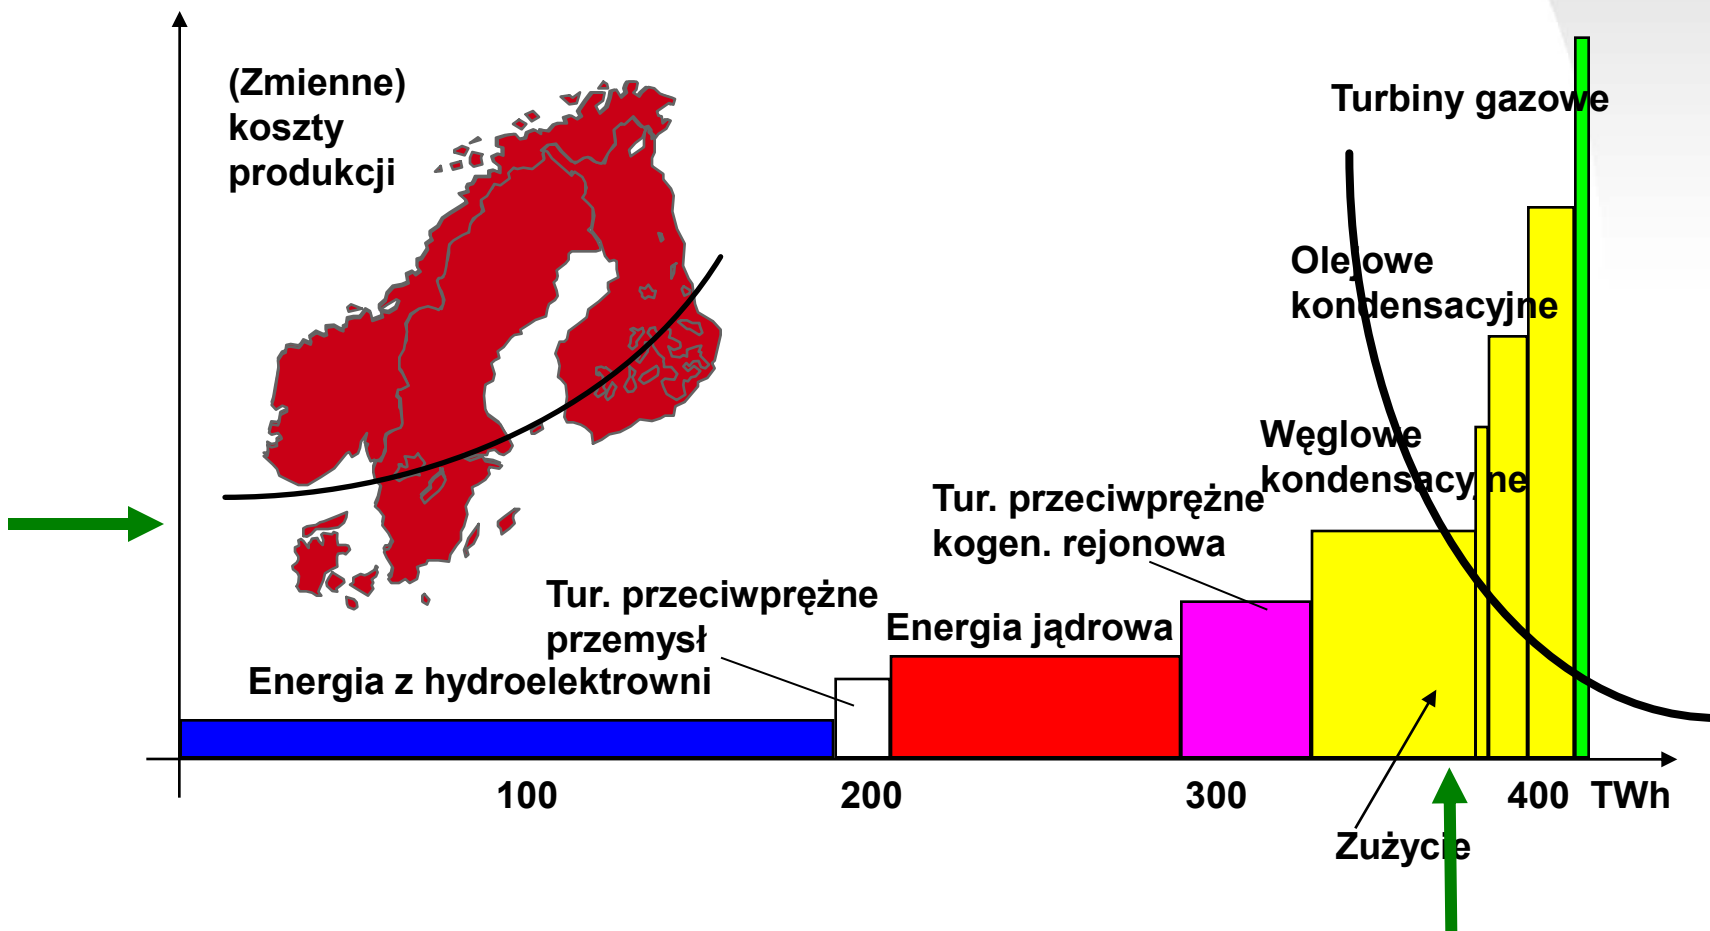 (Zmienne)
koszty
produkcji
Turbiny gazowe
Olejowe
kondensacyjne
Węglowe
kondensacyjne
Tur. przeciwprężne
kogen. rejonowa
Tur. przeciwprężne
przemysł
Energia jądrowa
Energia z hydroelektrowni
100 200 300 400 TWh
Zużycie